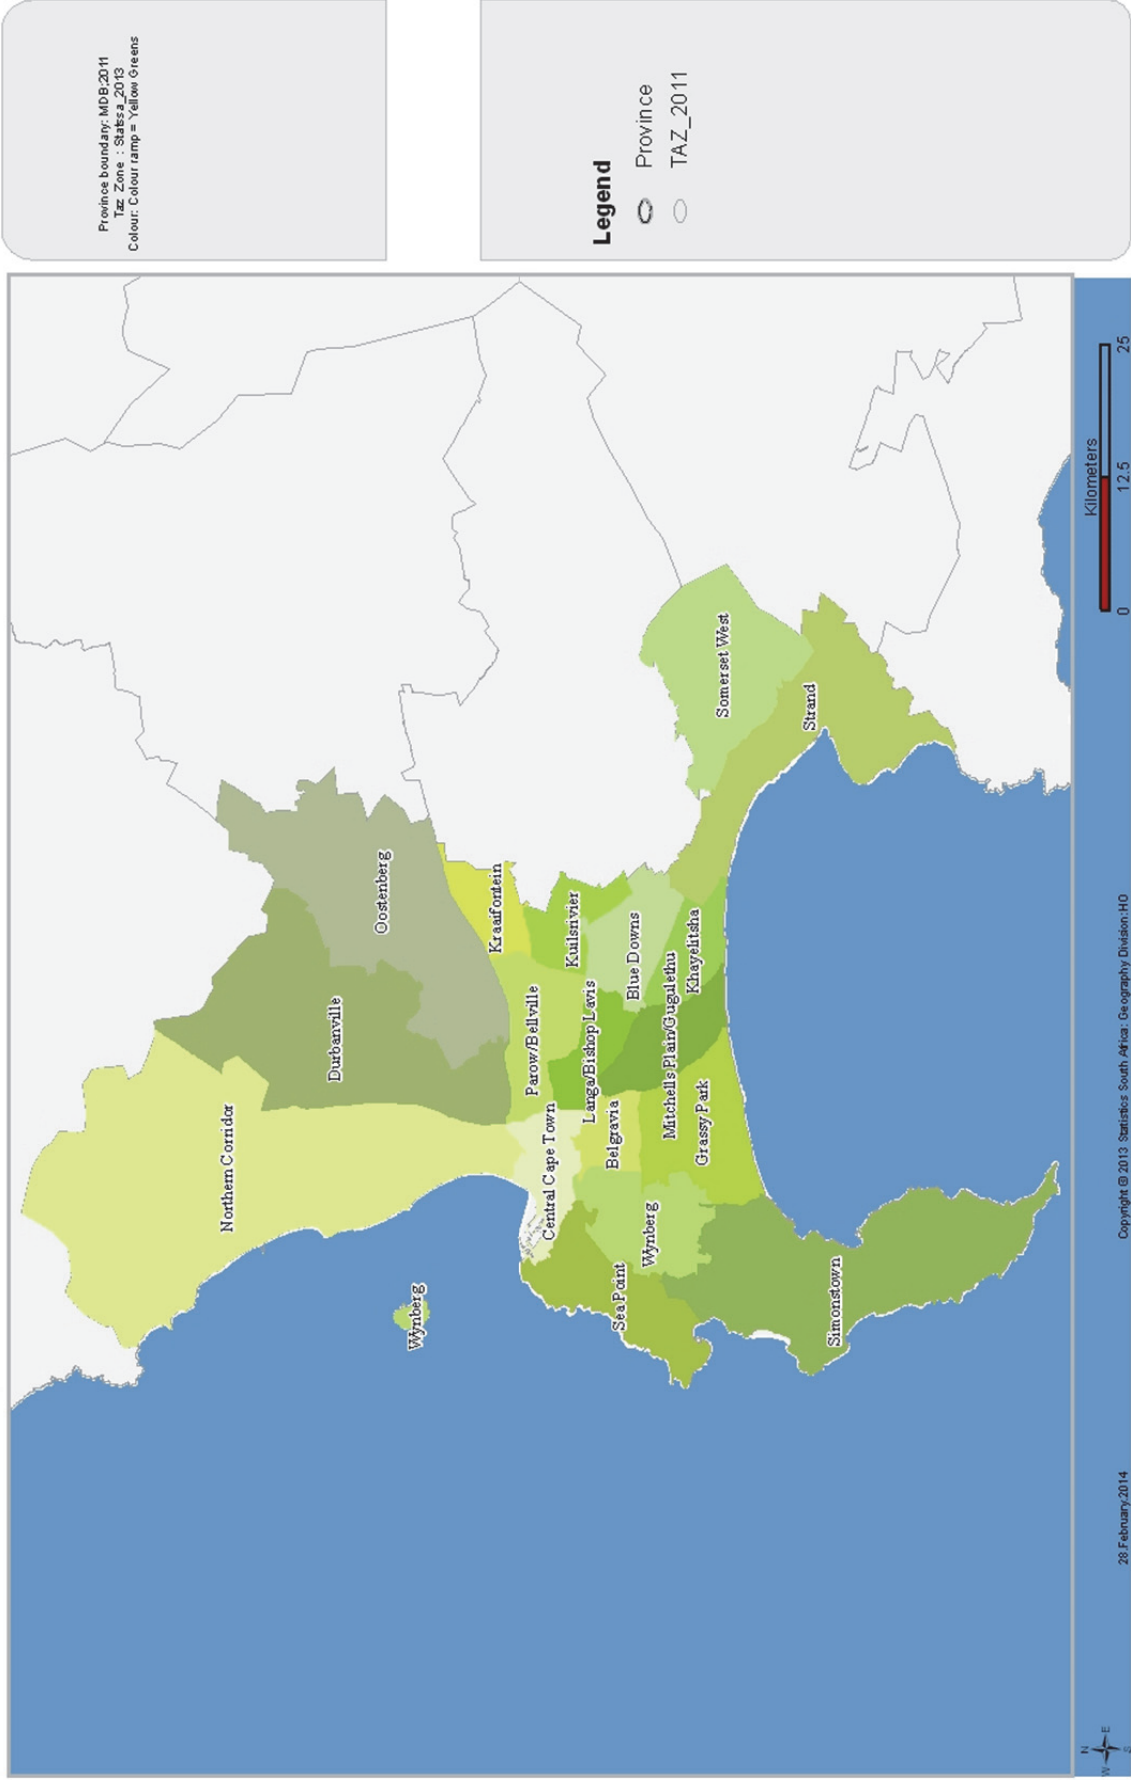 Province boundary: MDB:2011
Taz Zone : Statssa_2013
Colour: Colour ramp = Yellow Greens
Legend
Province
TAZ_2011
Northern Corridor
Durbanville
Oostenberg
Wynberg
Kraaifontein
Parow/Bellville
Central Cape Town
Kuilsrivier
Langa/Bishop Lavis
Belgravia
Blue Downs
Sea Point
Wynberg
Mitchells Plain/Gugulethu
Khayelitsha
Grassy Park
Somerset West
Strand
Simonstown
Kilometers
0 12.5 25
N
W E
S
28.February.2014
Copyright © 2013 Statistics South Africa: Geography Division:HO